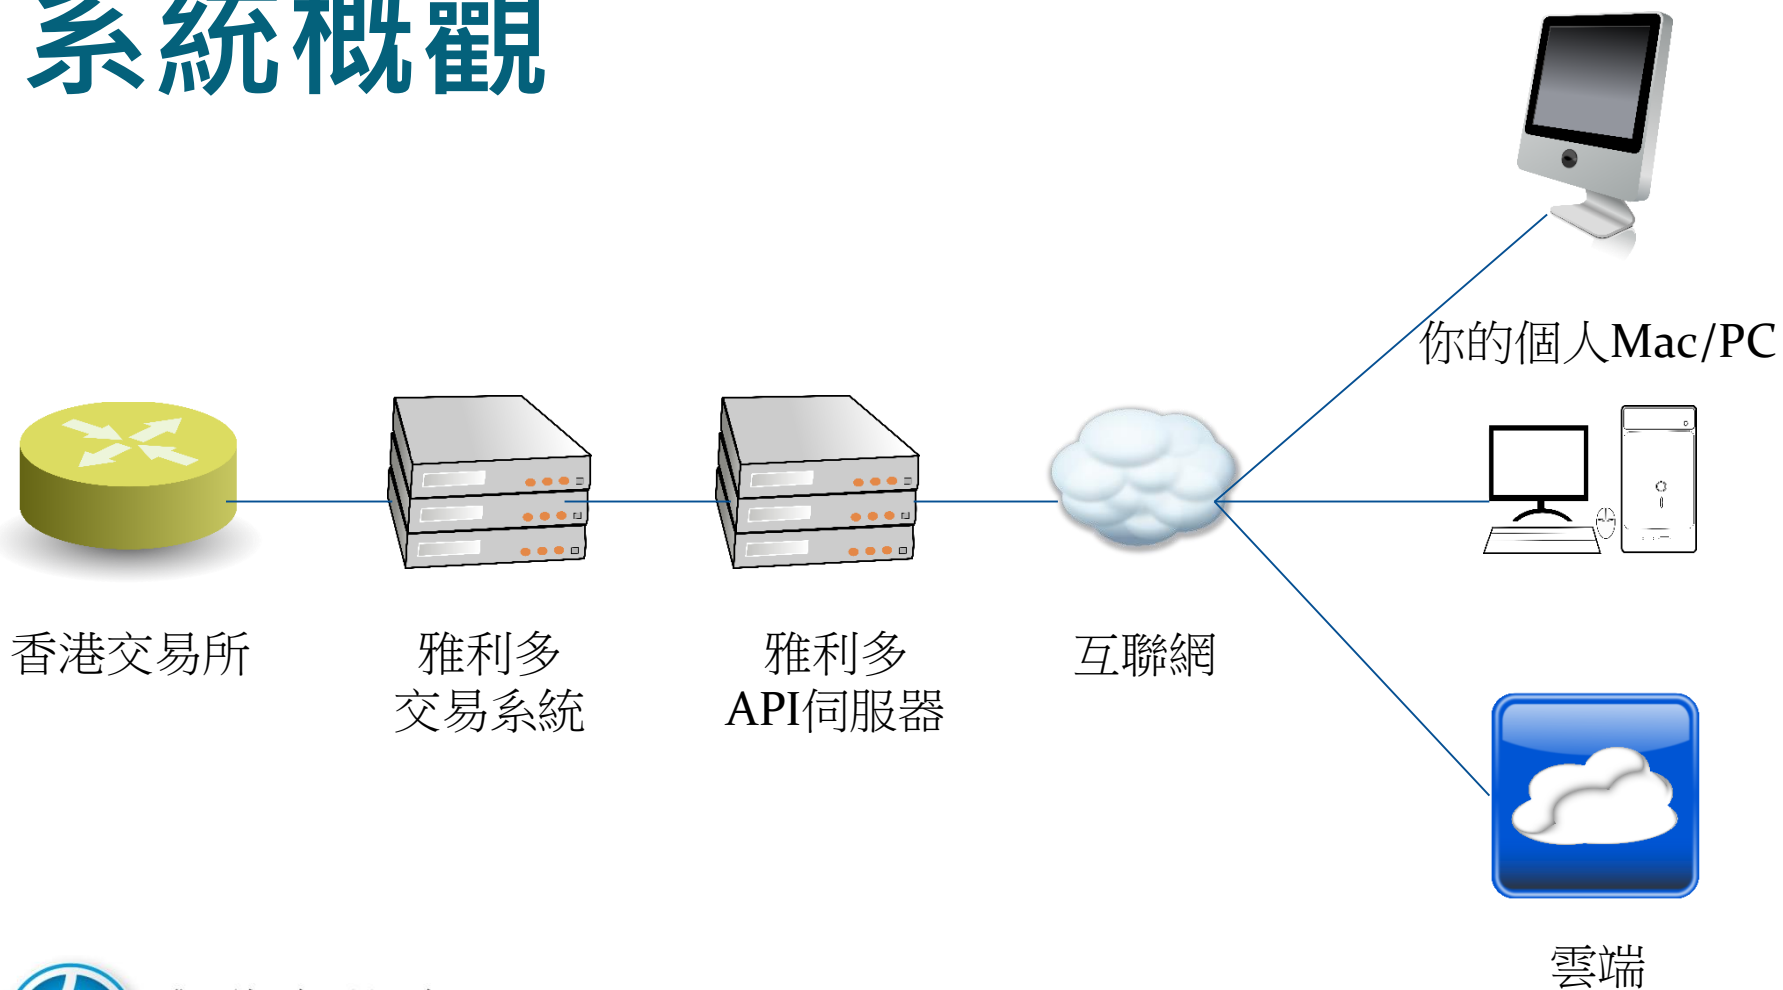 系統概觀
你的個人Mac/PC
香港交易所
雅利多
交易系統
雅利多
API伺服器
互聯網
雲端